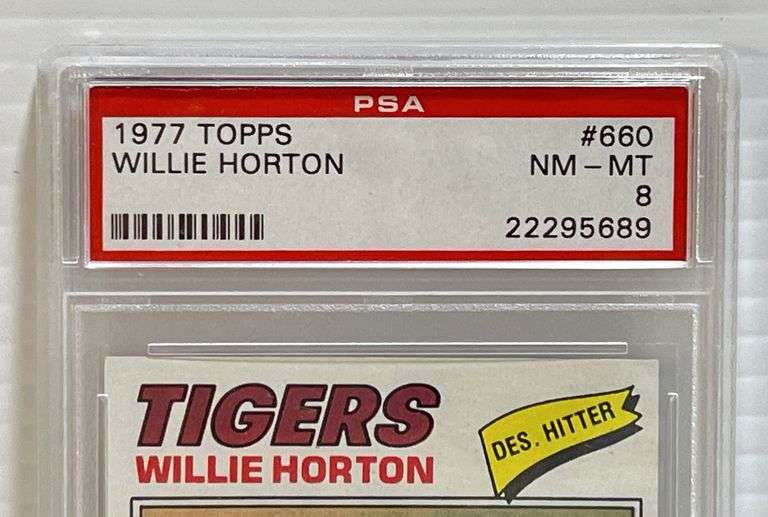 PSA
1977 TOPPS #660
WILLIE HORTON NM - MT
8
22295689
TIGERS
DES. HITTER
WILLIE HORTON